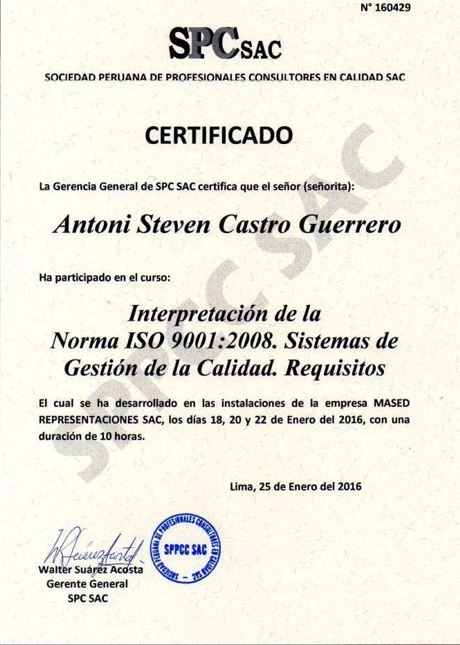 N° 160429
SPC SAC
SOCIEDAD PERUANA DE PROFESIONALES CONSULTORES EN CALIDAD SAC
CERTIFICADO
La Gerencia General de SPC SAC certifica que el señor (señorita):
Antoni Steven Castro Guerrero
Ha participado en el curso:
Interpretación de la
Norma ISO 9001:2008. Sistemas de
Gestión de la Calidad. Requisitos
El cual se ha desarrollado en las instalaciones de la empresa MASED
REPRESENTACIONES SAC, los días 18, 20 y 22 de Enero del 2016, con una
duración de 10 horas.
Lima, 25 de Enero del 2016
Walter Suárez Acosta
Gerente General
SPC SAC
SOCIEDAD PERUANA DE PROFESIONALES CONSULTORES EN CALIDAD SAC
SPPCC SAC
SPPCC SAC